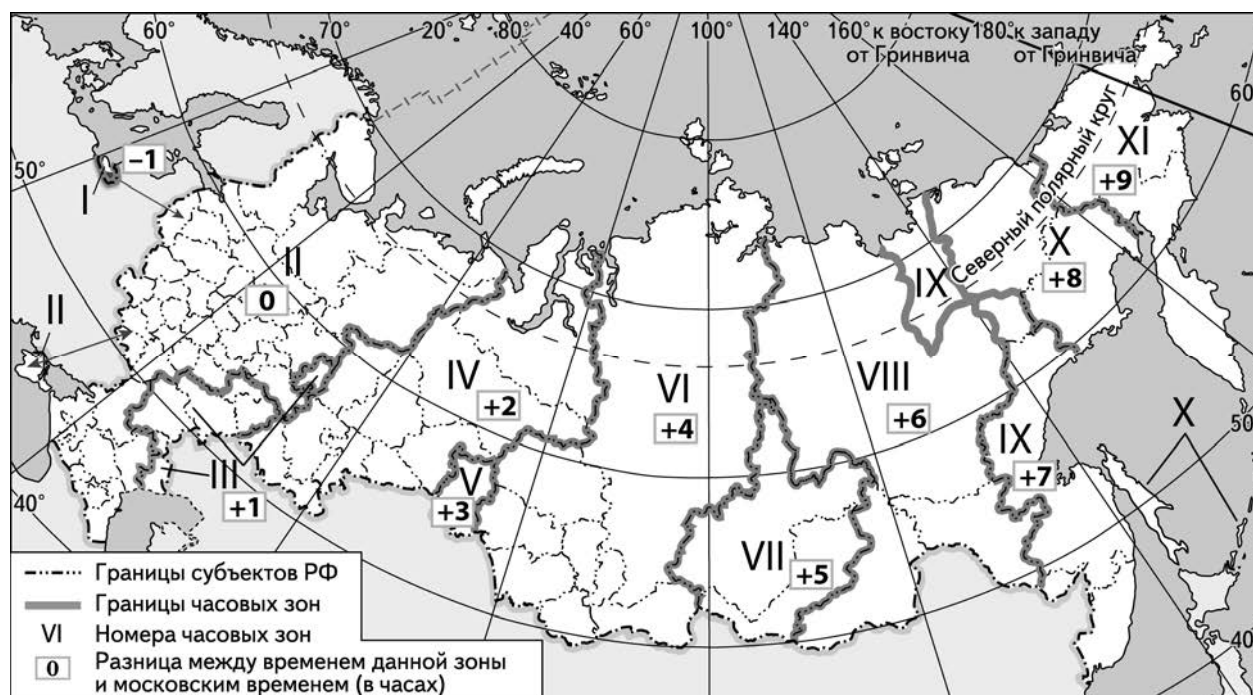 60°
70°
20°
40°
60°
100°
140°
160° к востоку
от Гринвича
180° к западу
от Гринвича
60°
50°
–1
I
Северный полярный круг
XI
+9
II
0
X
+8
IX
II
IV
+2
VI
+4
VIII
+6
X
50°
IX
+7
III
+1
V
+3
40°
VII
+5
40°
Границы субъектов РФ
Границы часовых зон
VI Номера часовых зон
0 Разница между временем данной зоны
и московским временем (в часах)